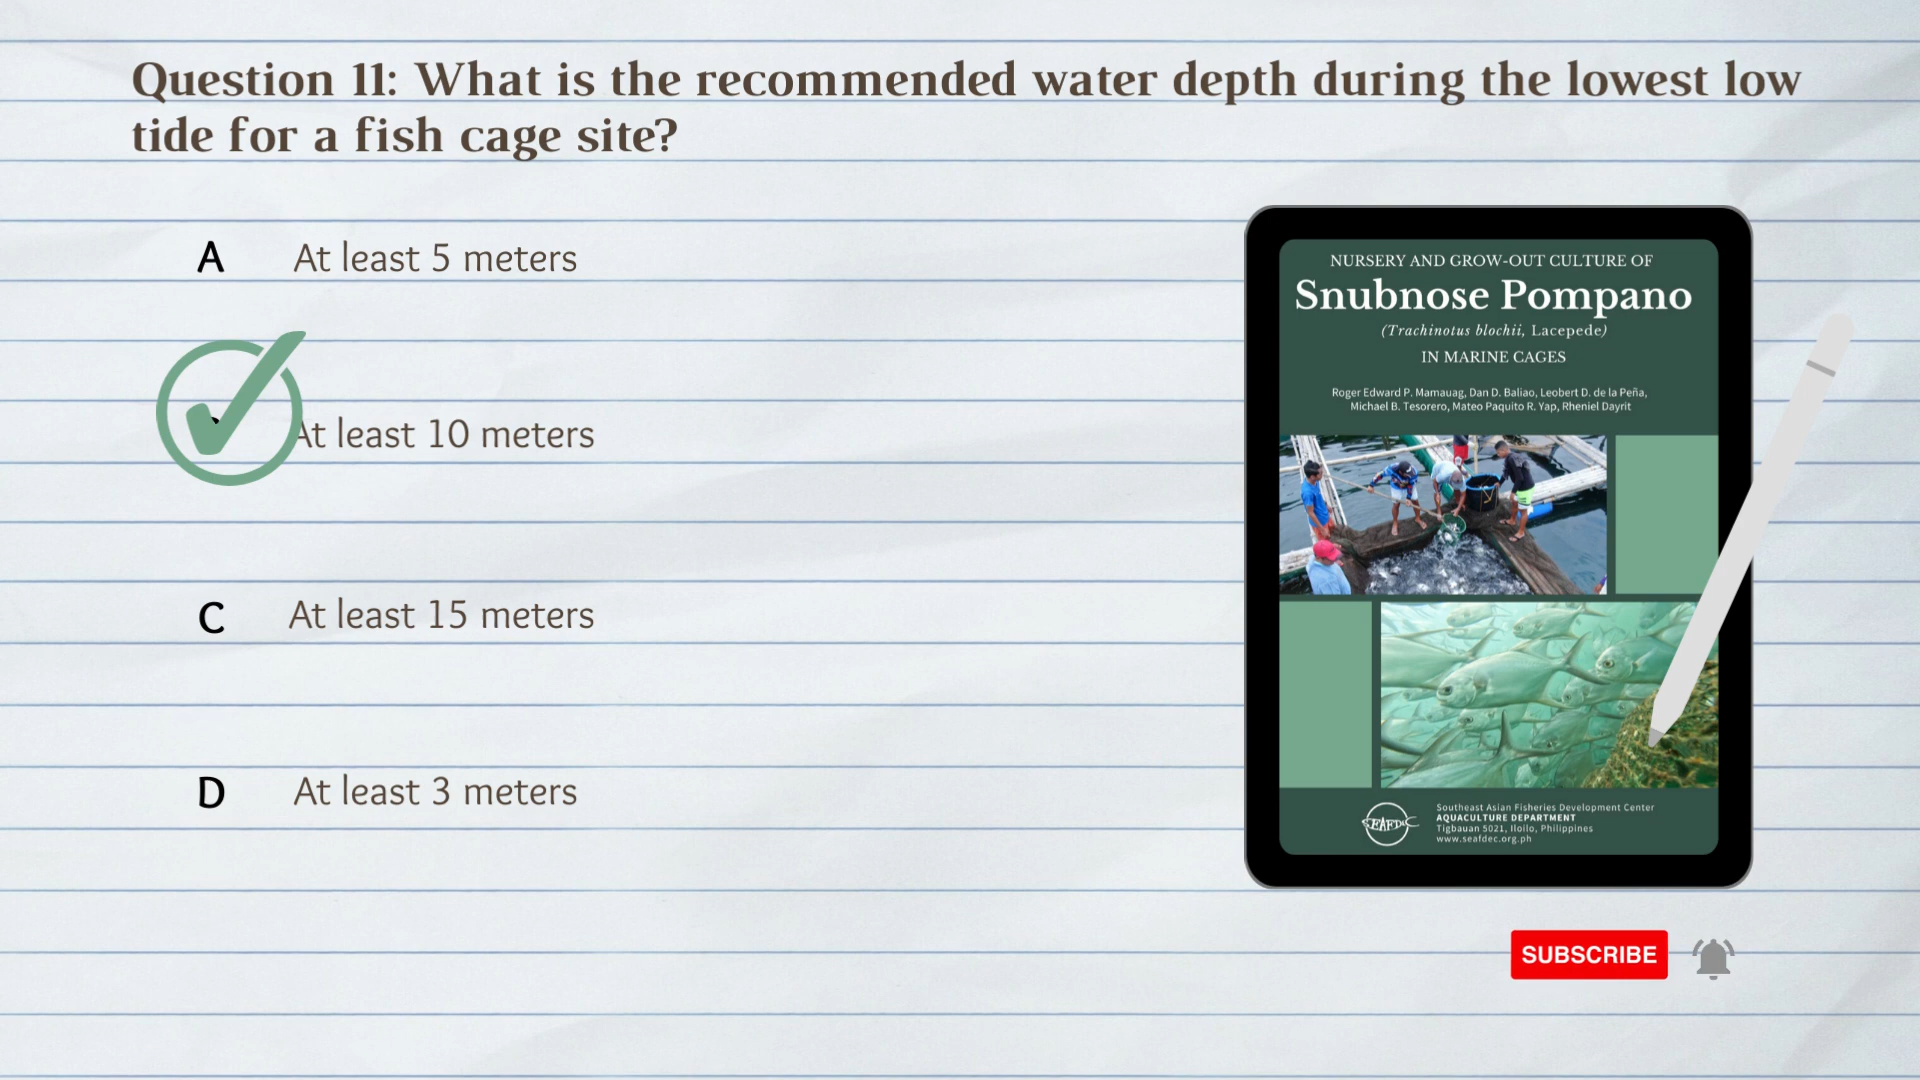 Question 11: What is the recommended water depth during the lowest low
tide for a fish cage site?
A At least 5 meters
At least 10 meters
C At least 15 meters
D At least 3 meters
NURSERY AND GROW-OUT CULTURE OF
Snubnose Pompano
(Trachinotus blochii, Lacepede)
IN MARINE CAGES
Roger Edward P. Mamauag, Dan D. Baliao, Leobert D. de la Peña,
Michael B. Tesorero, Mateo Paquito R. Yap, Rheniel Dayrit
SEAFDEC
Southeast Asian Fisheries Development Center
AQUACULTURE DEPARTMENT
Tigbauan 5021, Iloilo, Philippines
www.seafdec.org.ph
SUBSCRIBE